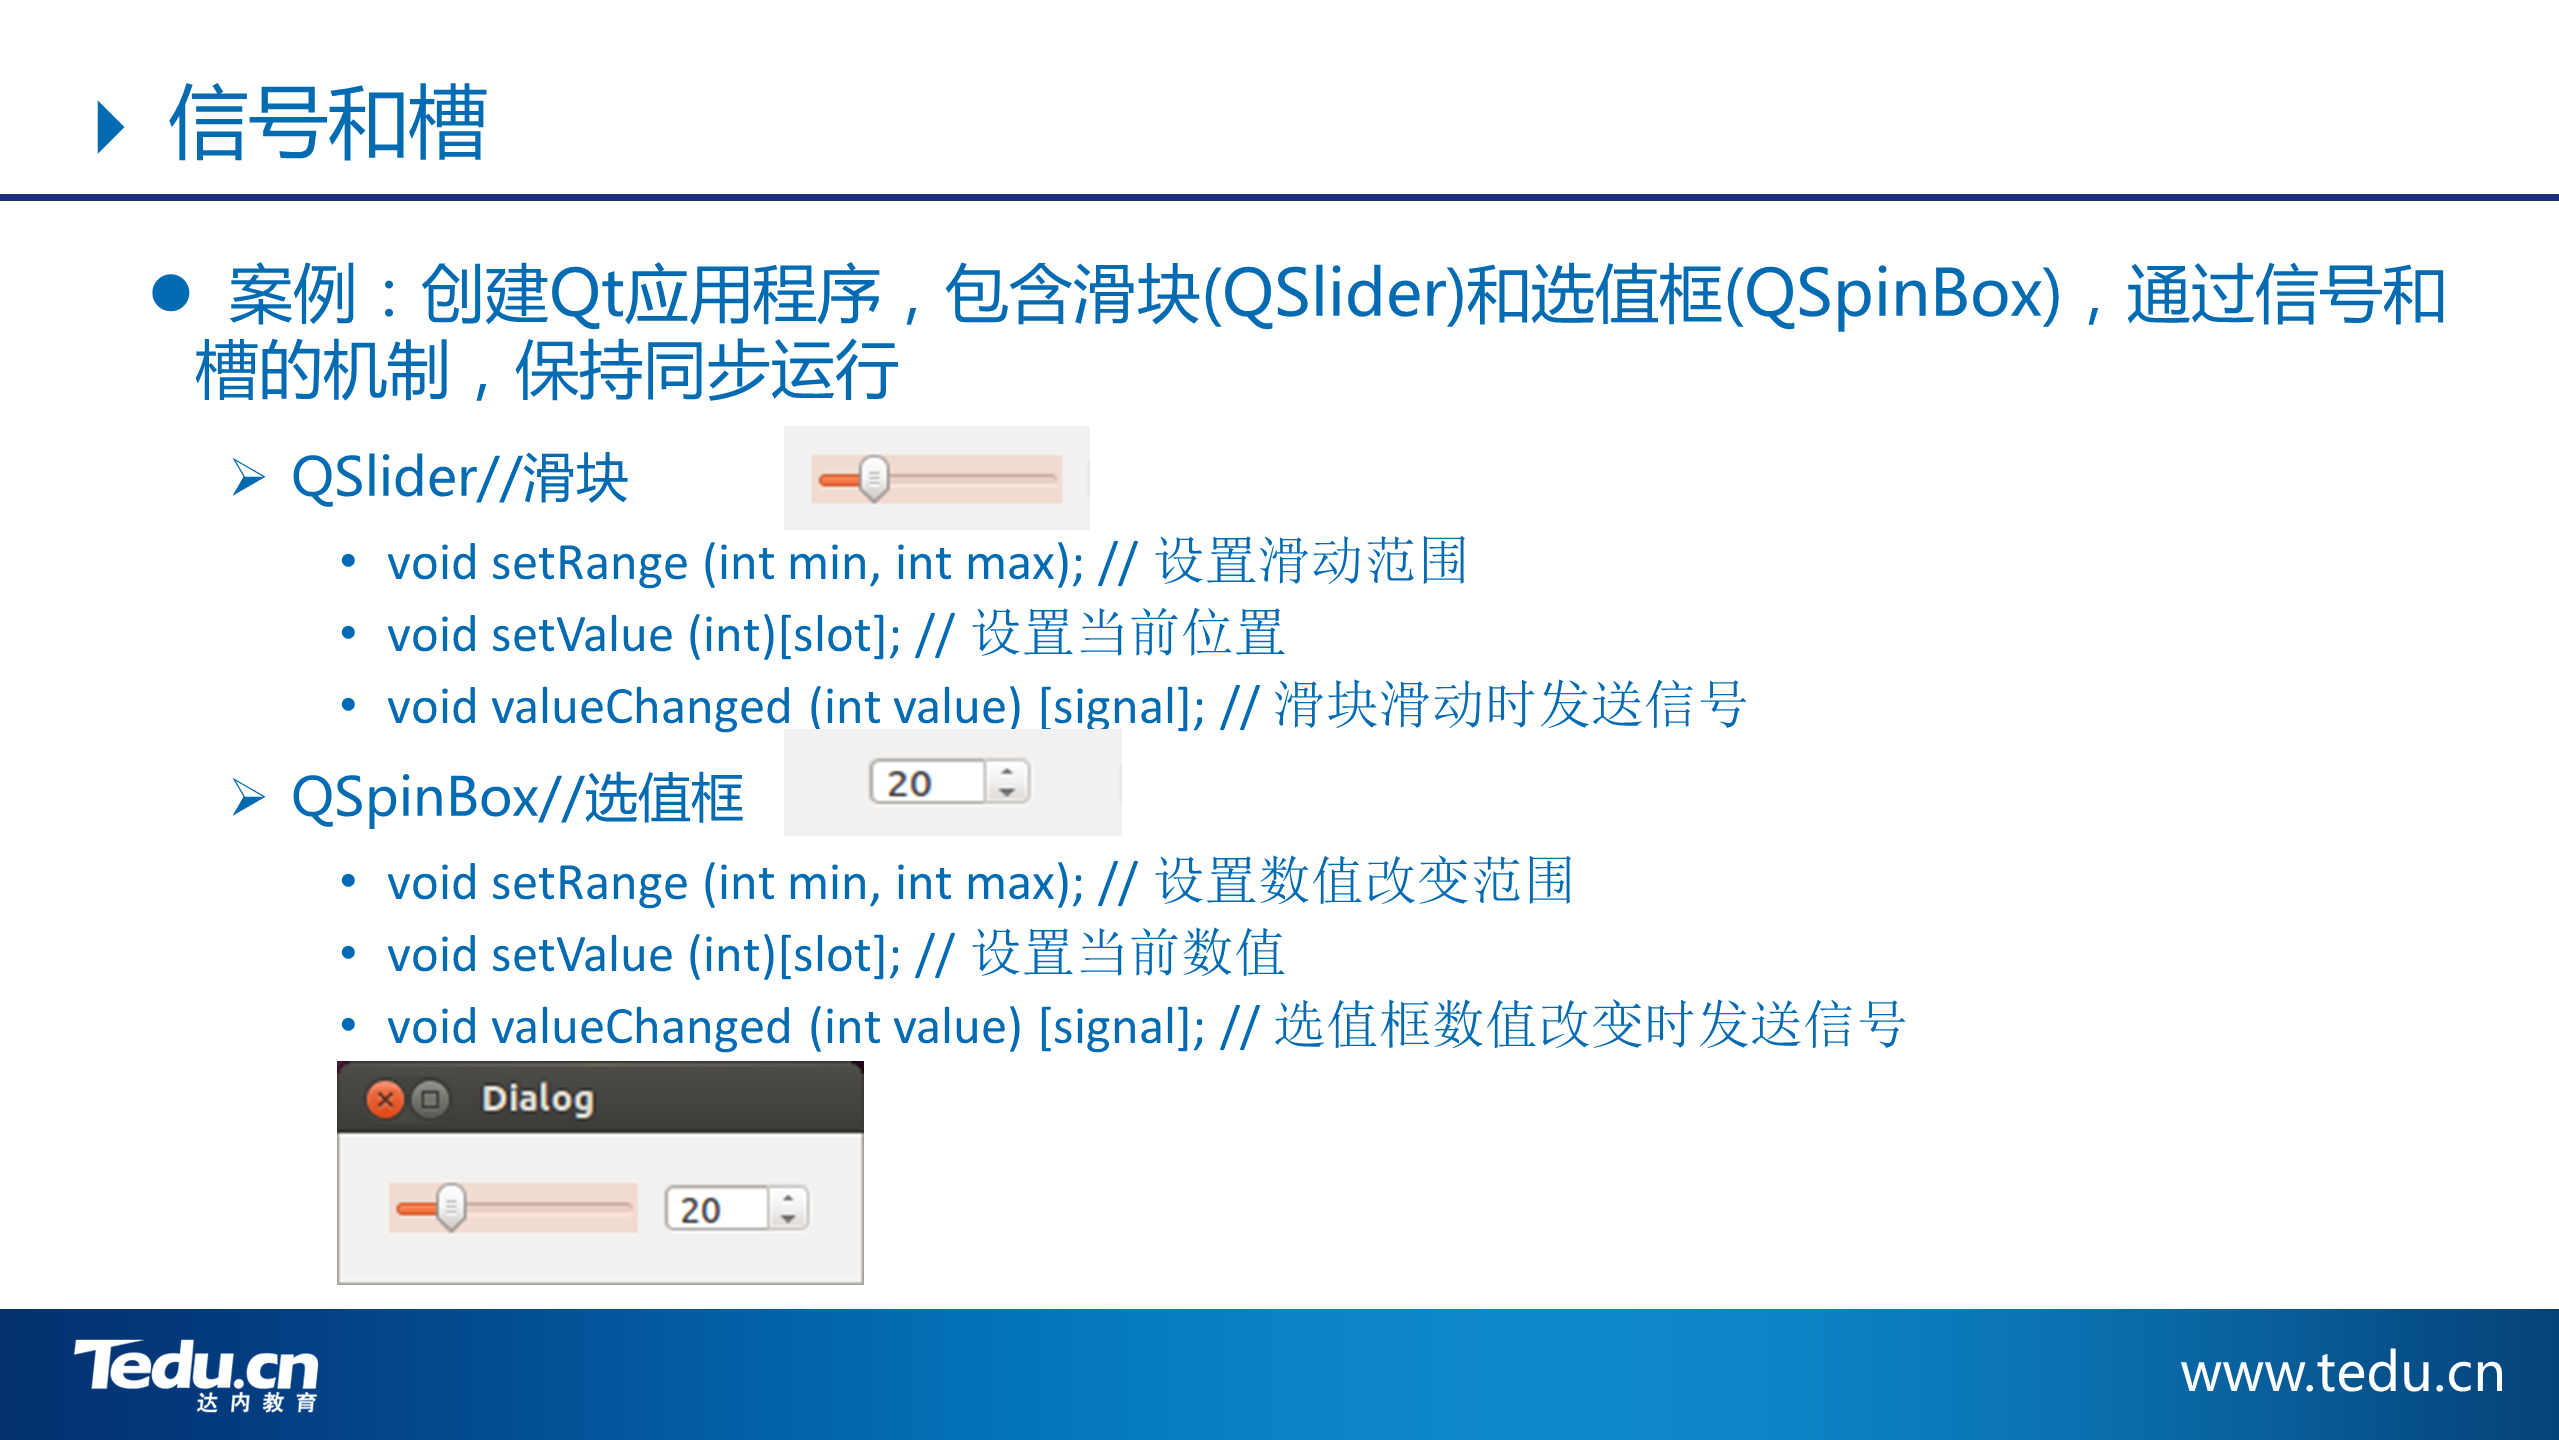 信号和槽
案例：创建Qt应用程序，包含滑块(QSlider)和选值框(QSpinBox)，通过信号和
槽的机制，保持同步运行
QSlider//滑块
void setRange (int min, int max); // 设置滑动范围
void setValue (int)[slot]; // 设置当前位置
void valueChanged (int value) [signal]; // 滑块滑动时发送信号
QSpinBox//选值框
20
void setRange (int min, int max); // 设置数值改变范围
void setValue (int)[slot]; // 设置当前数值
void valueChanged (int value) [signal]; // 选值框数值改变时发送信号
Dialog
20
Tedu.cn
达内教育
www.tedu.cn